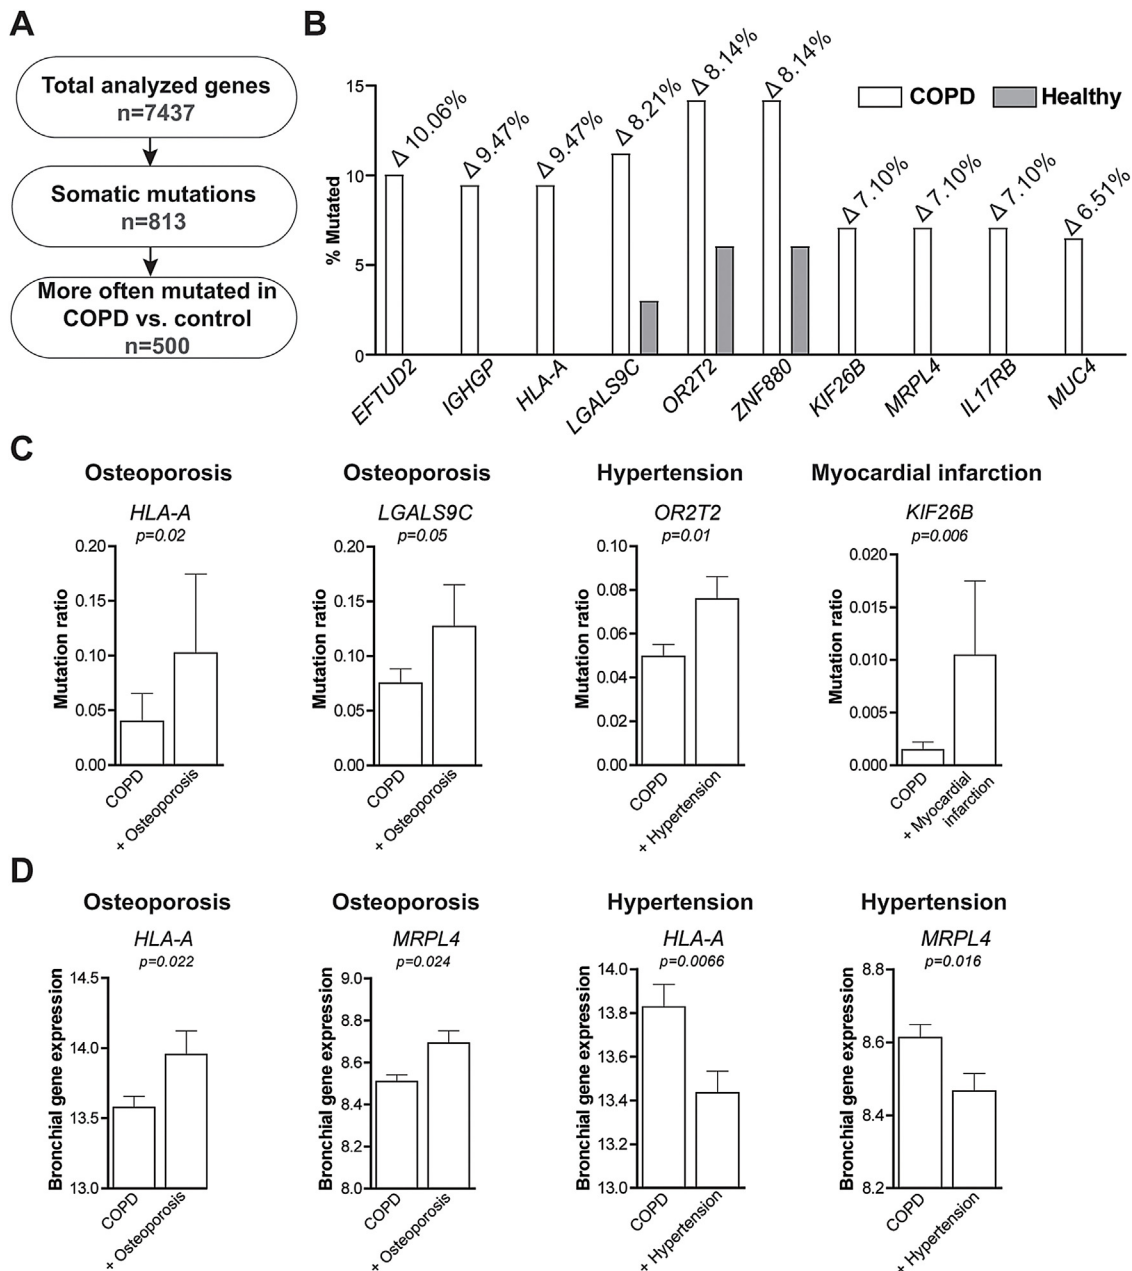 A
Total analyzed genes
n=7437
Somatic mutations
n=813
More often mutated in
COPD vs. control
n=500
B
% Mutated
15
10
5
0
Δ 10.06%
Δ 9.47%
Δ 9.47%
Δ 8.21%
Δ 8.14%
Δ 8.14%
Δ 7.10%
Δ 7.10%
Δ 7.10%
Δ 6.51%
COPD
Healthy
EFTUD2
IGHGP
HLA-A
LGALS9C
OR2T2
ZNF880
KIF26B
MRPL4
IL17RB
MUC4
C
Osteoporosis
HLA-A
p=0.02
Mutation ratio
0.20
0.15
0.10
0.05
0.00
COPD
+ Osteoporosis
Osteoporosis
LGALS9C
p=0.05
Mutation ratio
0.20
0.15
0.10
0.05
0.00
COPD
+ Osteoporosis
Hypertension
OR2T2
p=0.01
Mutation ratio
0.10
0.08
0.06
0.04
0.02
0.00
COPD
+ Hypertension
Myocardial infarction
KIF26B
p=0.006
Mutation ratio
0.020
0.015
0.010
0.005
0.000
COPD
+ Myocardial
infarction
D
Osteoporosis
HLA-A
p=0.022
Bronchial gene expression
14.5
14.0
13.5
13.0
COPD
+ Osteoporosis
Osteoporosis
MRPL4
p=0.024
Bronchial gene expression
9.0
8.8
8.6
8.4
8.2
8.0
COPD
+ Osteoporosis
Hypertension
HLA-A
p=0.0066
Bronchial gene expression
14.0
13.8
13.6
13.4
13.2
13.0
COPD
+ Hypertension
Hypertension
MRPL4
p=0.016
Bronchial gene expression
8.8
8.6
8.4
8.2
COPD
+ Hypertension